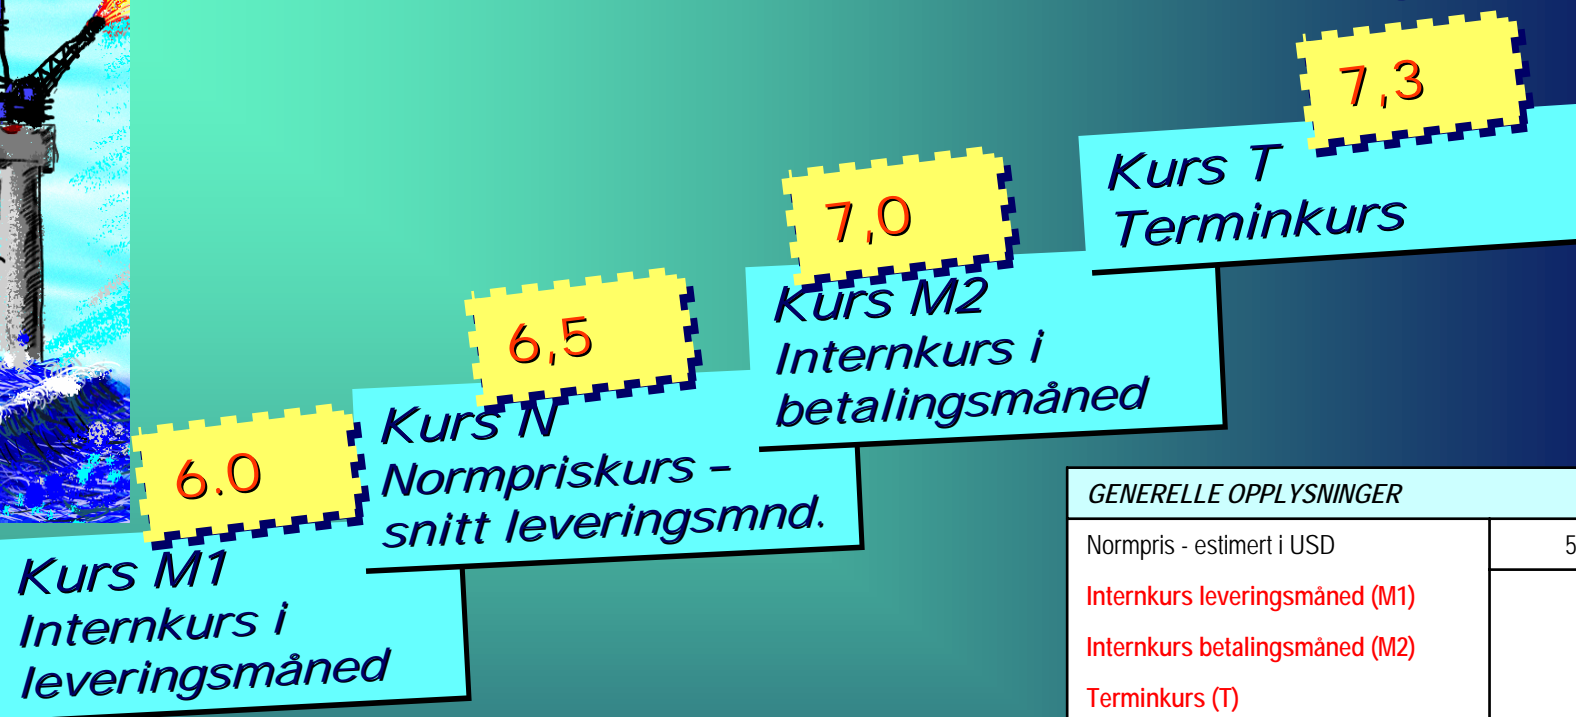 7,3
Kurs T
Terminkurs
7,0
Kurs M2
Internkurs i
betalingsmåned
6,5
Kurs N
Normpriskurs –
snitt leveringsmnd.
6.0
Kurs M1
Internkurs i
leveringsmåned
GENERELLE OPPLYSNINGER
Normpris - estimert i USD 5
Internkurs leveringsmåned (M1)
Internkurs betalingsmåned (M2)
Terminkurs (T)